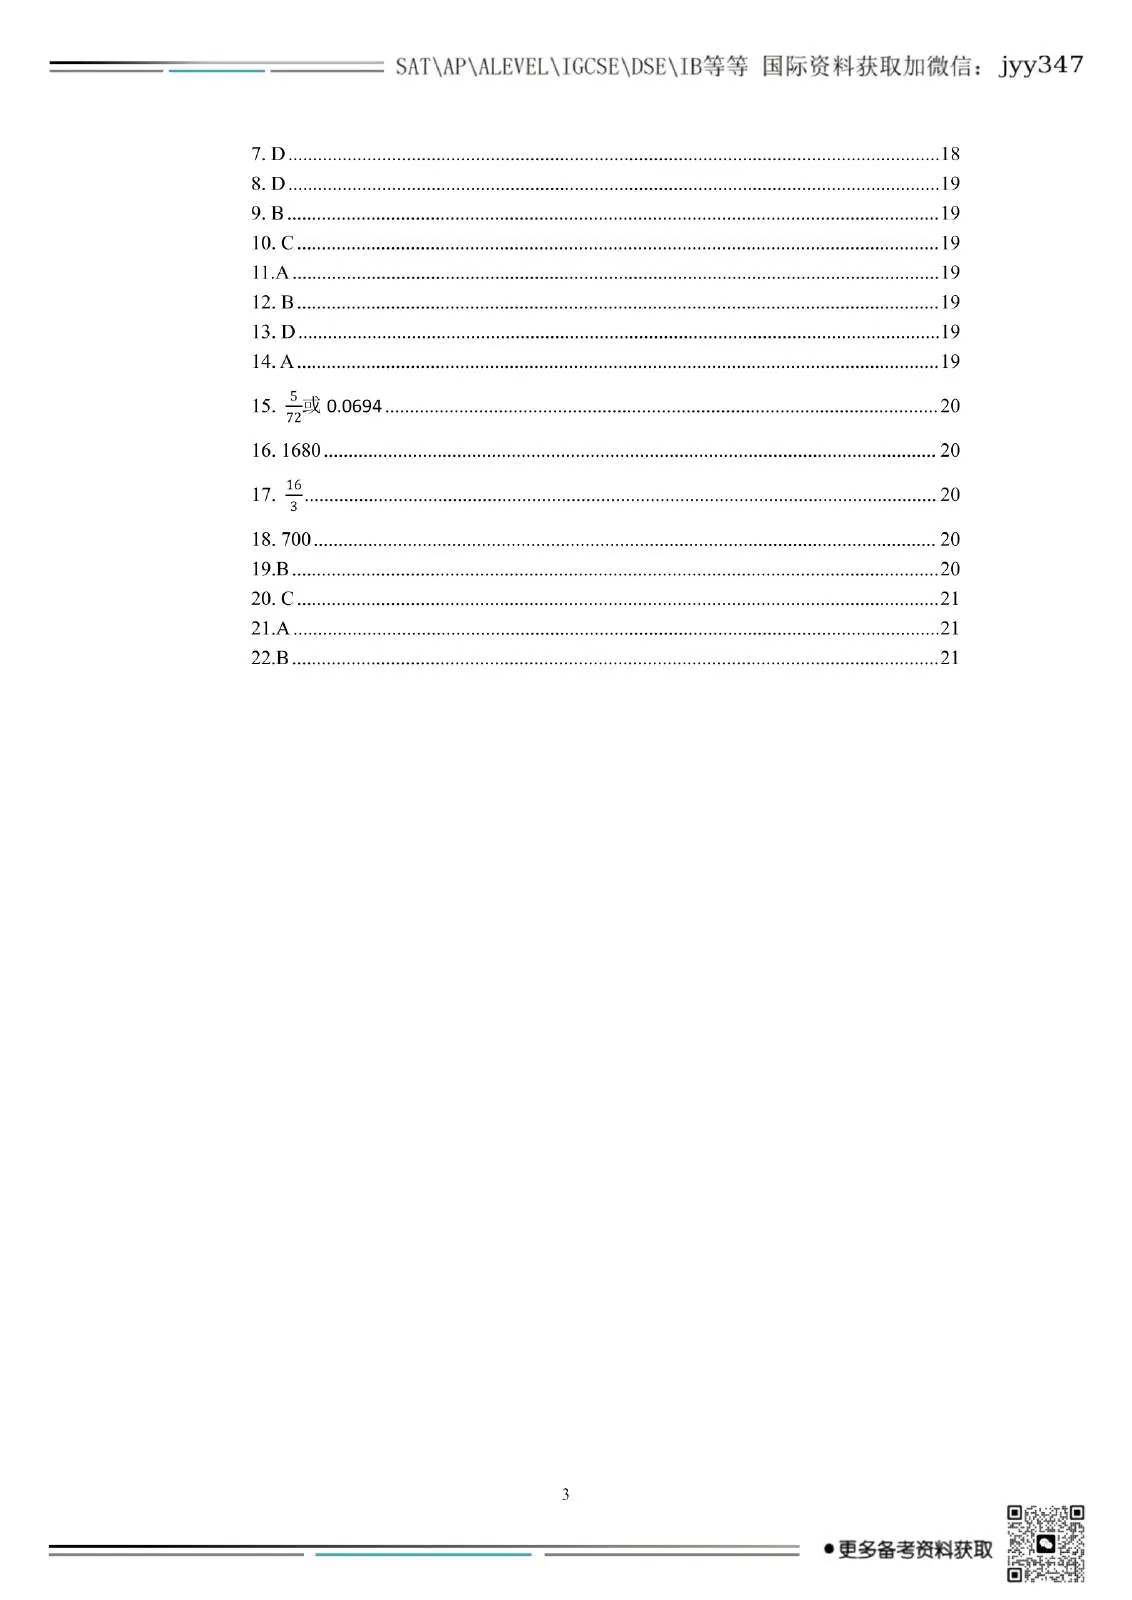 SAT\AP\ALEVEL\IGCSE\DSE\IB等等 国际资料获取加微信：jyy347
7. D........................18
8. D........................19
9. B........................19
10. C........................19
11.A........................19
12. B........................19
13. D........................19
14. A........................19
15. 5/72或 0.0694........................20
16. 1680........................20
17. 16/3........................20
18. 700........................20
19.B........................20
20. C........................21
21.A........................21
22.B........................21
3
●更多备考资料获取